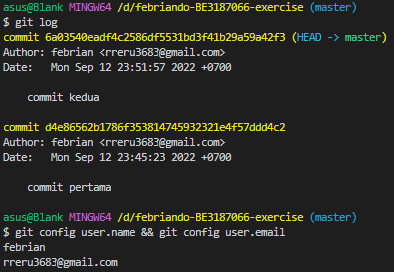 asus@Blank MINGW64 /d/febriando-BE3187066-exercise (master)
$ git log
commit 6a03540eadf4c2586df5531bd3f41b29a59a42f3 (HEAD -> master)
Author: febrian <rreru3683@gmail.com>
Date:   Mon Sep 12 23:51:57 2022 +0700
    commit kedua
commit d4e86562b1786f353814745932321e4f57ddd4c2
Author: febrian <rreru3683@gmail.com>
Date:   Mon Sep 12 23:45:23 2022 +0700
    commit pertama
asus@Blank MINGW64 /d/febriando-BE3187066-exercise (master)
$ git config user.name && git config user.email
febrian
rreru3683@gmail.com